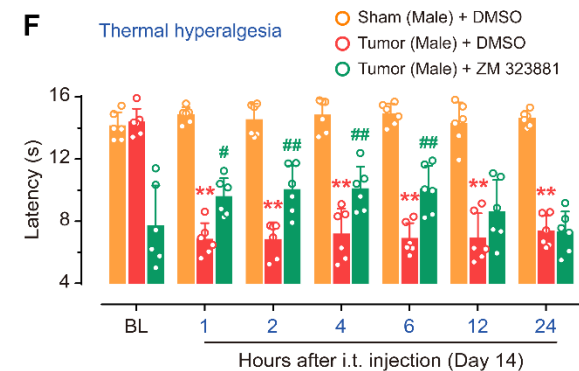 F
Thermal hyperalgesia
Sham (Male) + DMSO
Tumor (Male) + DMSO
Tumor (Male) + ZM 323881
Latency (s)
16
12
8
4
** # ** ## ** ## ** ## ** **
BL 1 2 4 6 12 24
Hours after i.t. injection (Day 14)